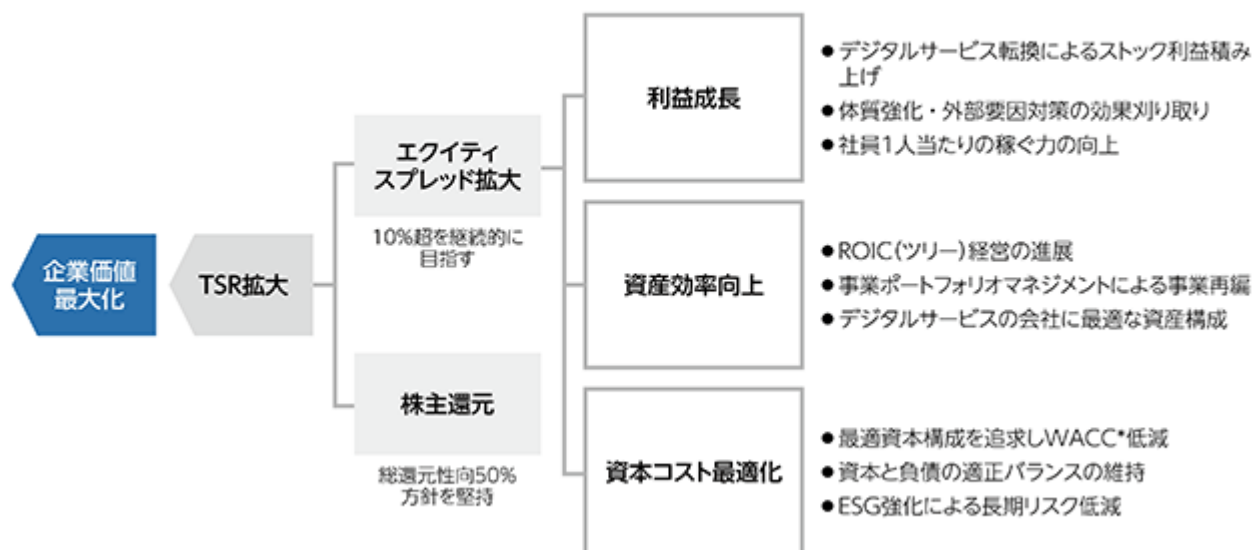 企業価値
最大化
TSR拡大
エクイティ
スプレッド拡大
10%超を継続的に
目指す
株主還元
総還元性向50%
方針を堅持
利益成長
●デジタルサービス転換によるストック利益積み
上げ
●体質強化・外部要因対策の効果刈り取り
●社員1人当たりの稼ぐ力の向上
資産効率向上
●ROIC(ツリー)経営の進展
●事業ポートフォリオマネジメントによる事業再編
●デジタルサービスの会社に最適な資産構成
資本コスト最適化
●最適資本構成を追求しWACC*低減
●資本と負債の適正バランスの維持
●ESG強化による長期リスク低減